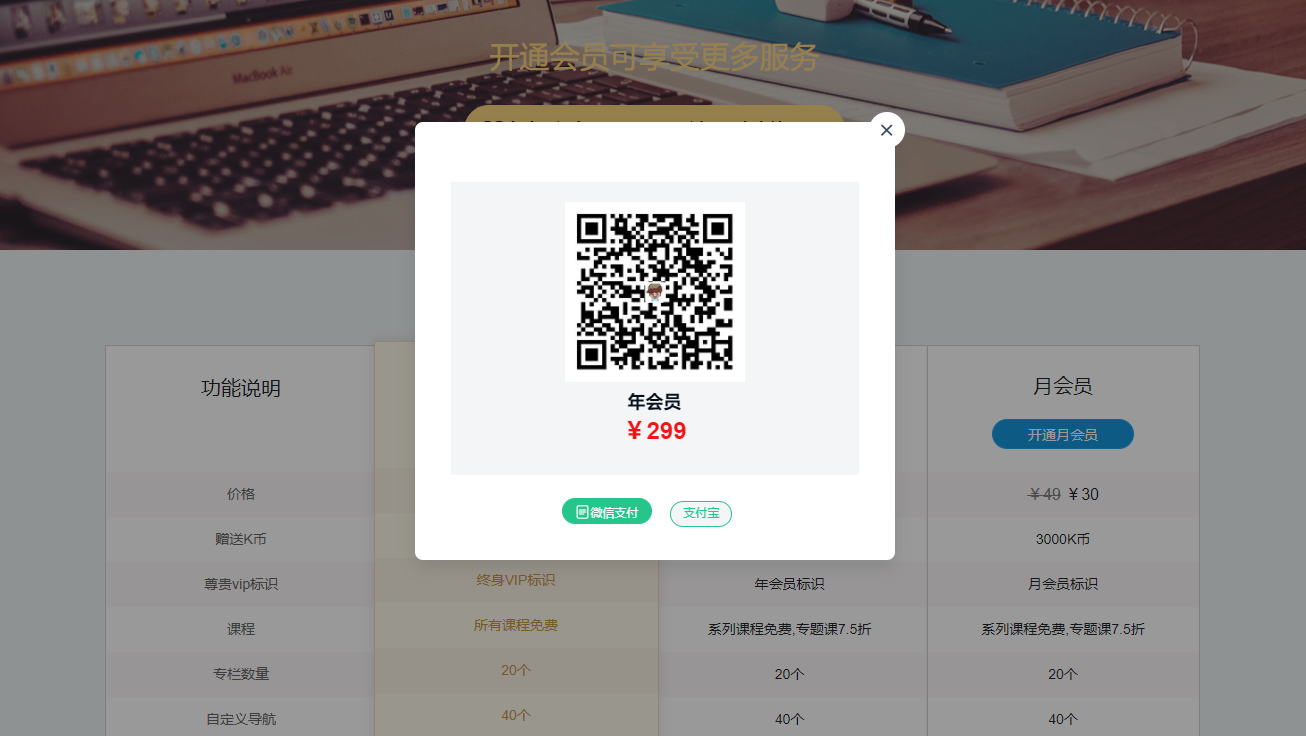 MacBook Air
开通会员可享受更多服务
年会员
¥ 299
微信支付
支付宝
功能说明
月会员
开通月会员
价格
¥49 ¥30
赠送K币
3000K币
尊贵vip标识
终身VIP标识
年会员标识
月会员标识
课程
所有课程免费
系列课程免费,专题课7.5折
系列课程免费,专题课7.5折
专栏数量
20个
20个
20个
自定义导航
40个
40个
40个